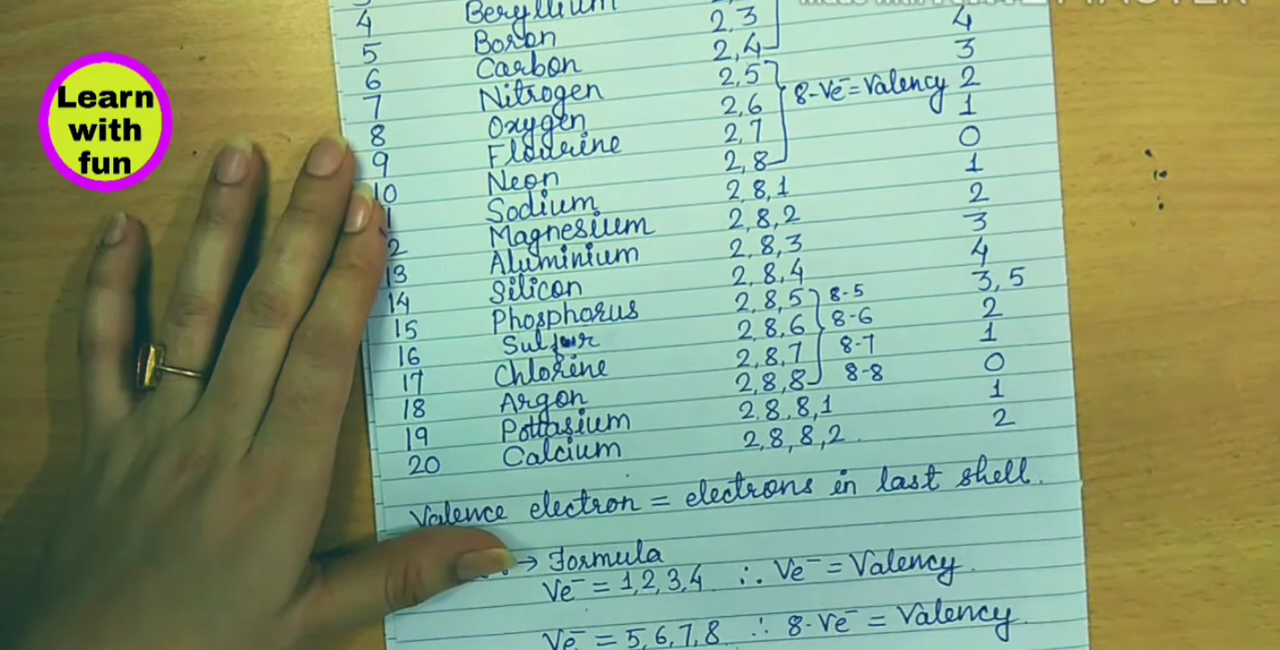 Learn
with
fun
4 Beryllium
5 Boron 2,3
6 Carbon 2,4 4
7 Nitrogen 2,5 3
8 Oxygen 2,6 8-Ve⁻=Valency 2
9 Flourine 2,7 1
10 Neon 2,8 0
1 Sodium 2,8,1 1
2 Magnesium 2,8,2 2
13 Aluminium 2,8,3 3
14 Silicon 2,8,4 4
15 Phosphorus 2,8,5 8-5 3,5
16 Sulfur 2,8,6 8-6 2
17 Chlorine 2,8,7 8-7 1
18 Argon 2,8,8 8-8 0
19 Pottasium 2.8.8,1 1
20 Calcium 2,8,8,2. 2
Valence electron = electrons in last shell.
→ Formula
Ve⁻ = 1,2,3,4 ∴ Ve⁻ = Valency.
Ve⁻ = 5,6,7,8 ∴ 8-Ve⁻ = Valency